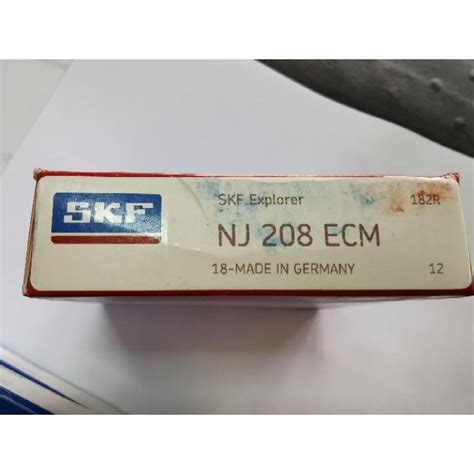 SKF
SKF Explorer 182R
NJ 208 ECM
18-MADE IN GERMANY 12